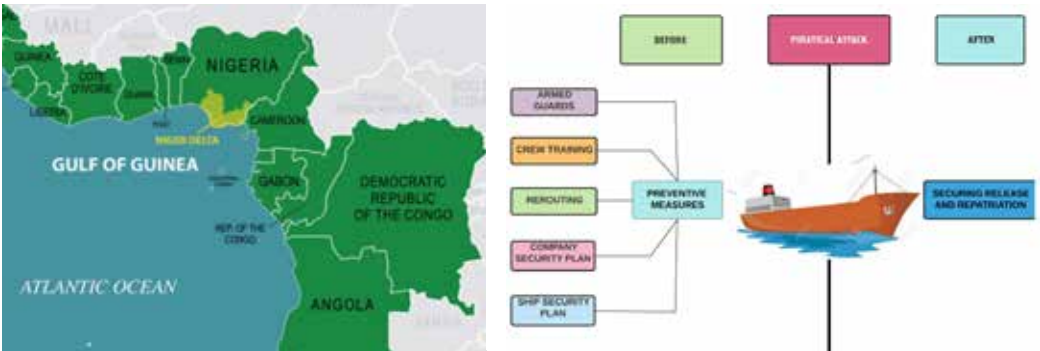 MALI
GUINEA
COTE
D'IVOIRE
LIBERIA
GHANA
BENIN
NIGERIA
NIGER DELTA
CAMEROON
GULF OF GUINEA
GABON
DEMOCRATIC
REPUBLIC
OF THE CONGO
REP. OF THE
CONGO
ATLANTIC OCEAN
ANGOLA
BEFORE
PIRATICAL ATTACK
AFTER
ARMED
GUARDS
CREW TRAINING
REROUTING
COMPANY
SECURITY PLAN
SHIP SECURITY
PLAN
PREVENTIVE
MEASURES
SECURING RELEASE
AND REPATRIATION